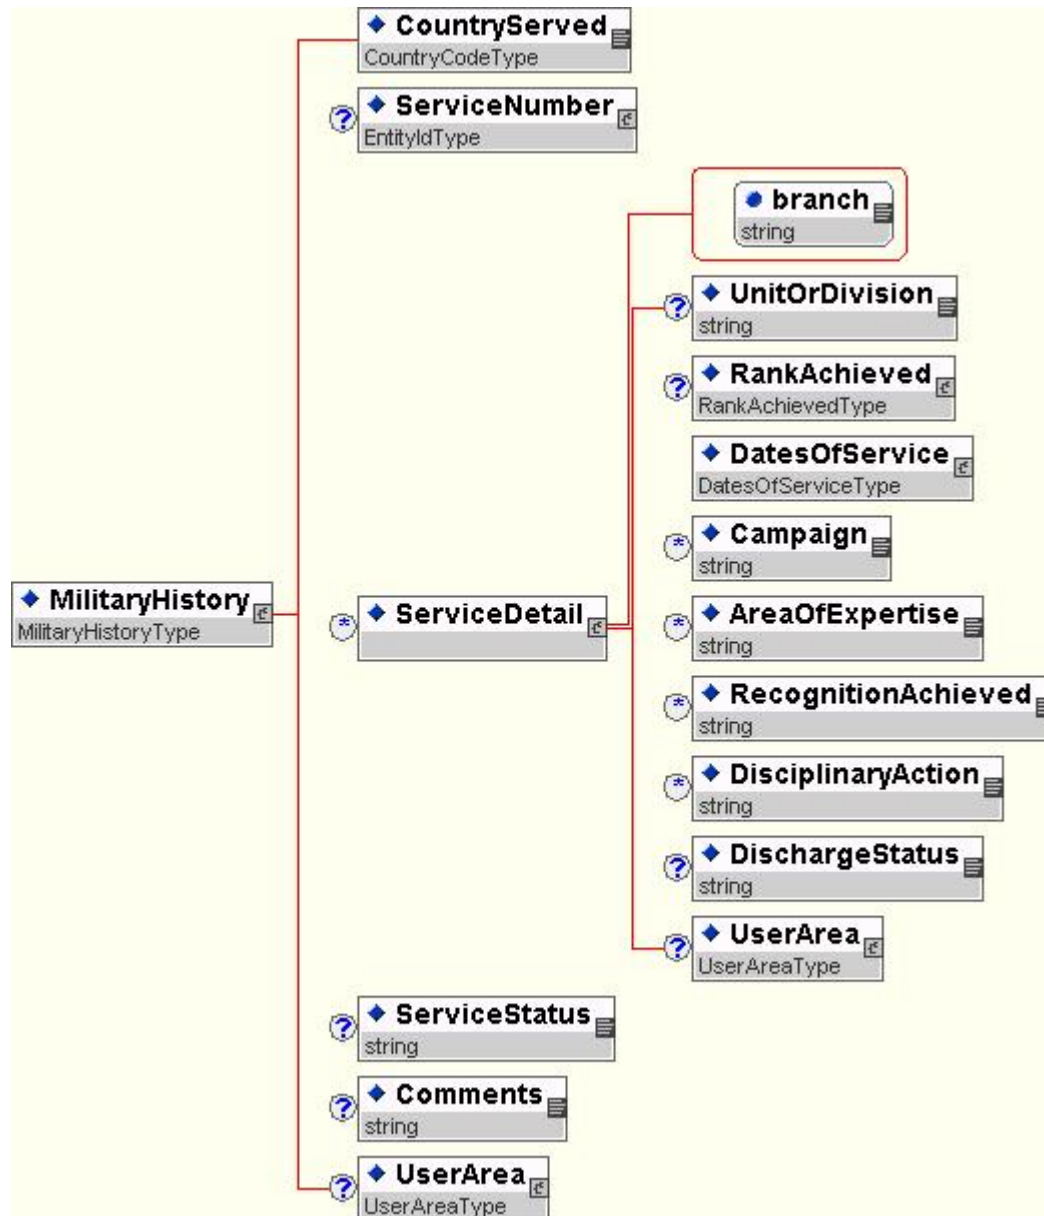 CountryServed
CountryCodeType
? ServiceNumber
EntityIdType
branch
string
? UnitOrDivision
string
? RankAchieved
RankAchievedType
DatesOfService
DatesOfServiceType
* Campaign
string
MilitaryHistory
MilitaryHistoryType
* ServiceDetail
* AreaOfExpertise
string
* RecognitionAchieved
string
* DisciplinaryAction
string
? DischargeStatus
string
? UserArea
UserAreaType
? ServiceStatus
string
? Comments
string
? UserArea
UserAreaType